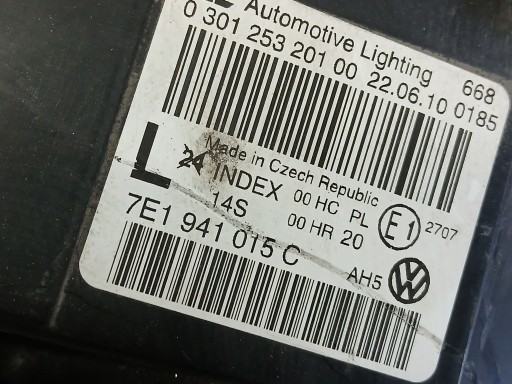 Automotive Lighting 668
0 301 253 201 00 22.06.10 0185
Made in Czech Republic
L 24 INDEX 00 HC PL E1 2707
14S 00 HR 20
7E1 941 015 C AH5